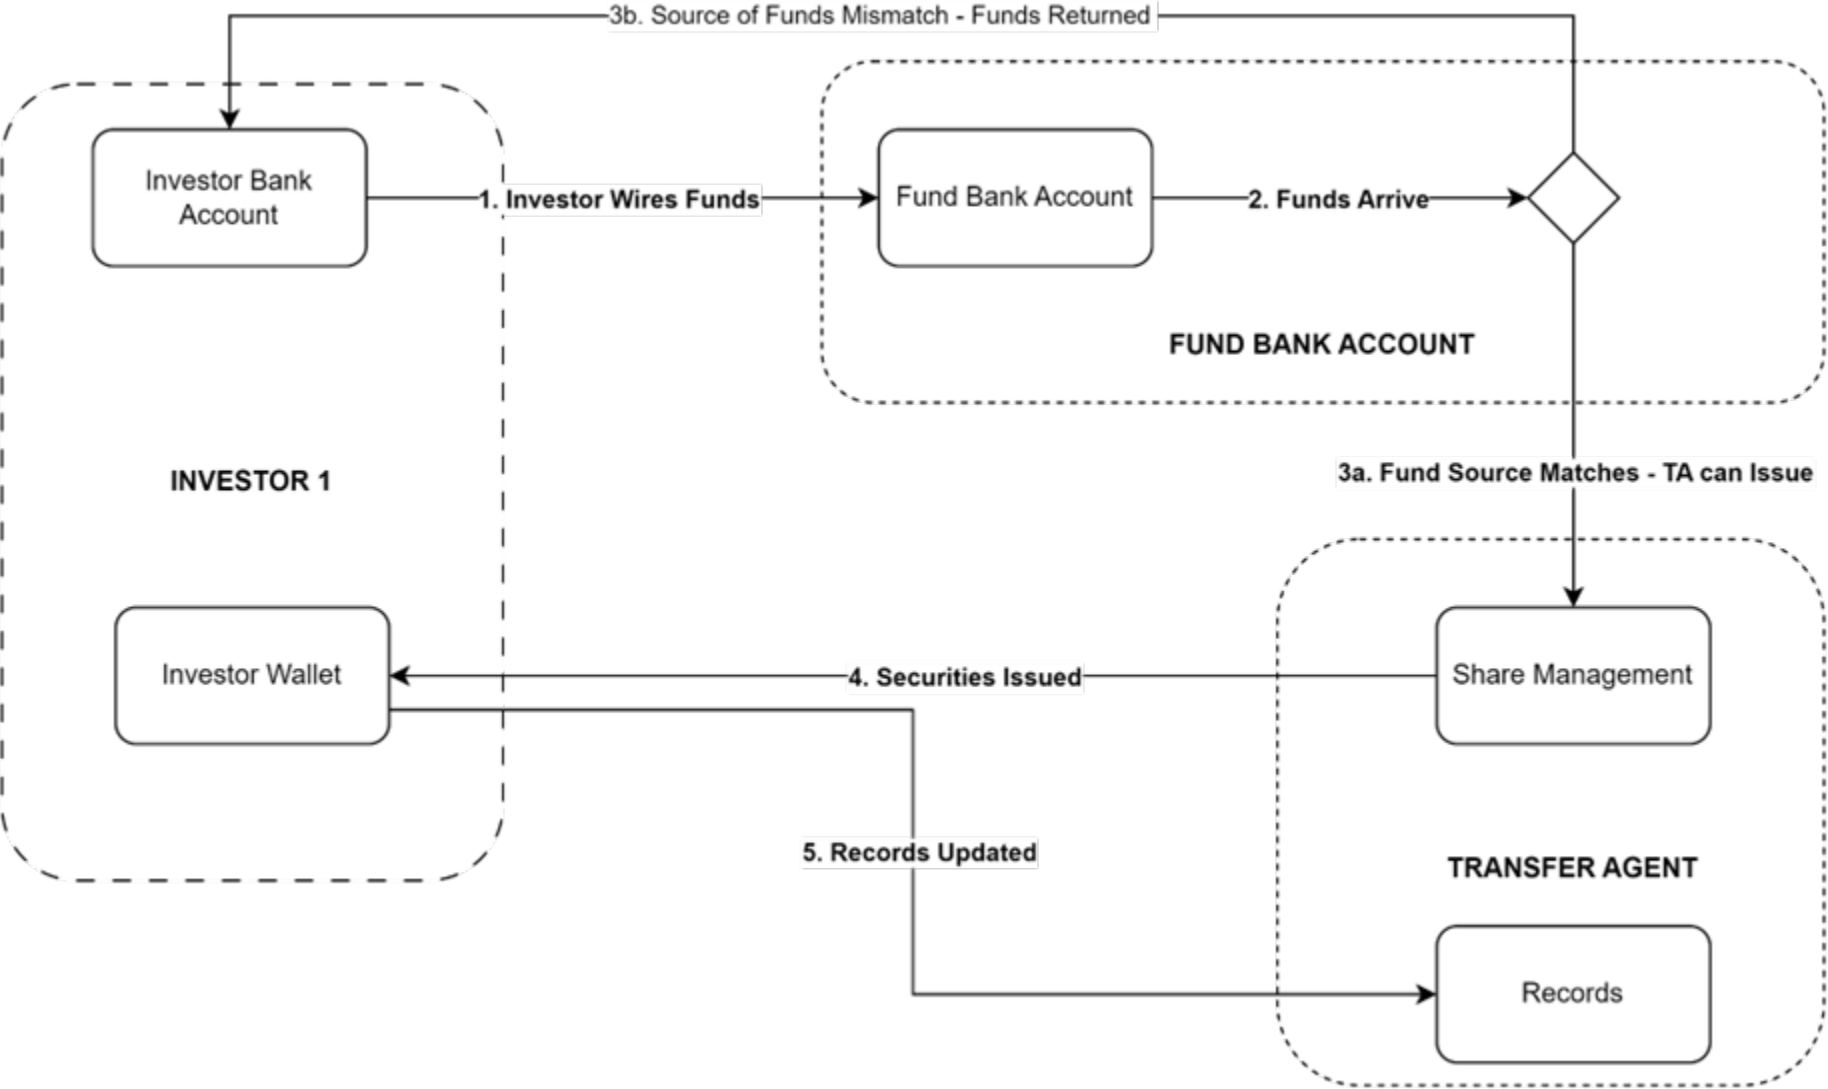 3b. Source of Funds Mismatch - Funds Returned
Investor Bank
Account
1. Investor Wires Funds
Fund Bank Account
2. Funds Arrive
FUND BANK ACCOUNT
INVESTOR 1
3a. Fund Source Matches - TA can Issue
Investor Wallet
4. Securities Issued
Share Management
5. Records Updated
TRANSFER AGENT
Records